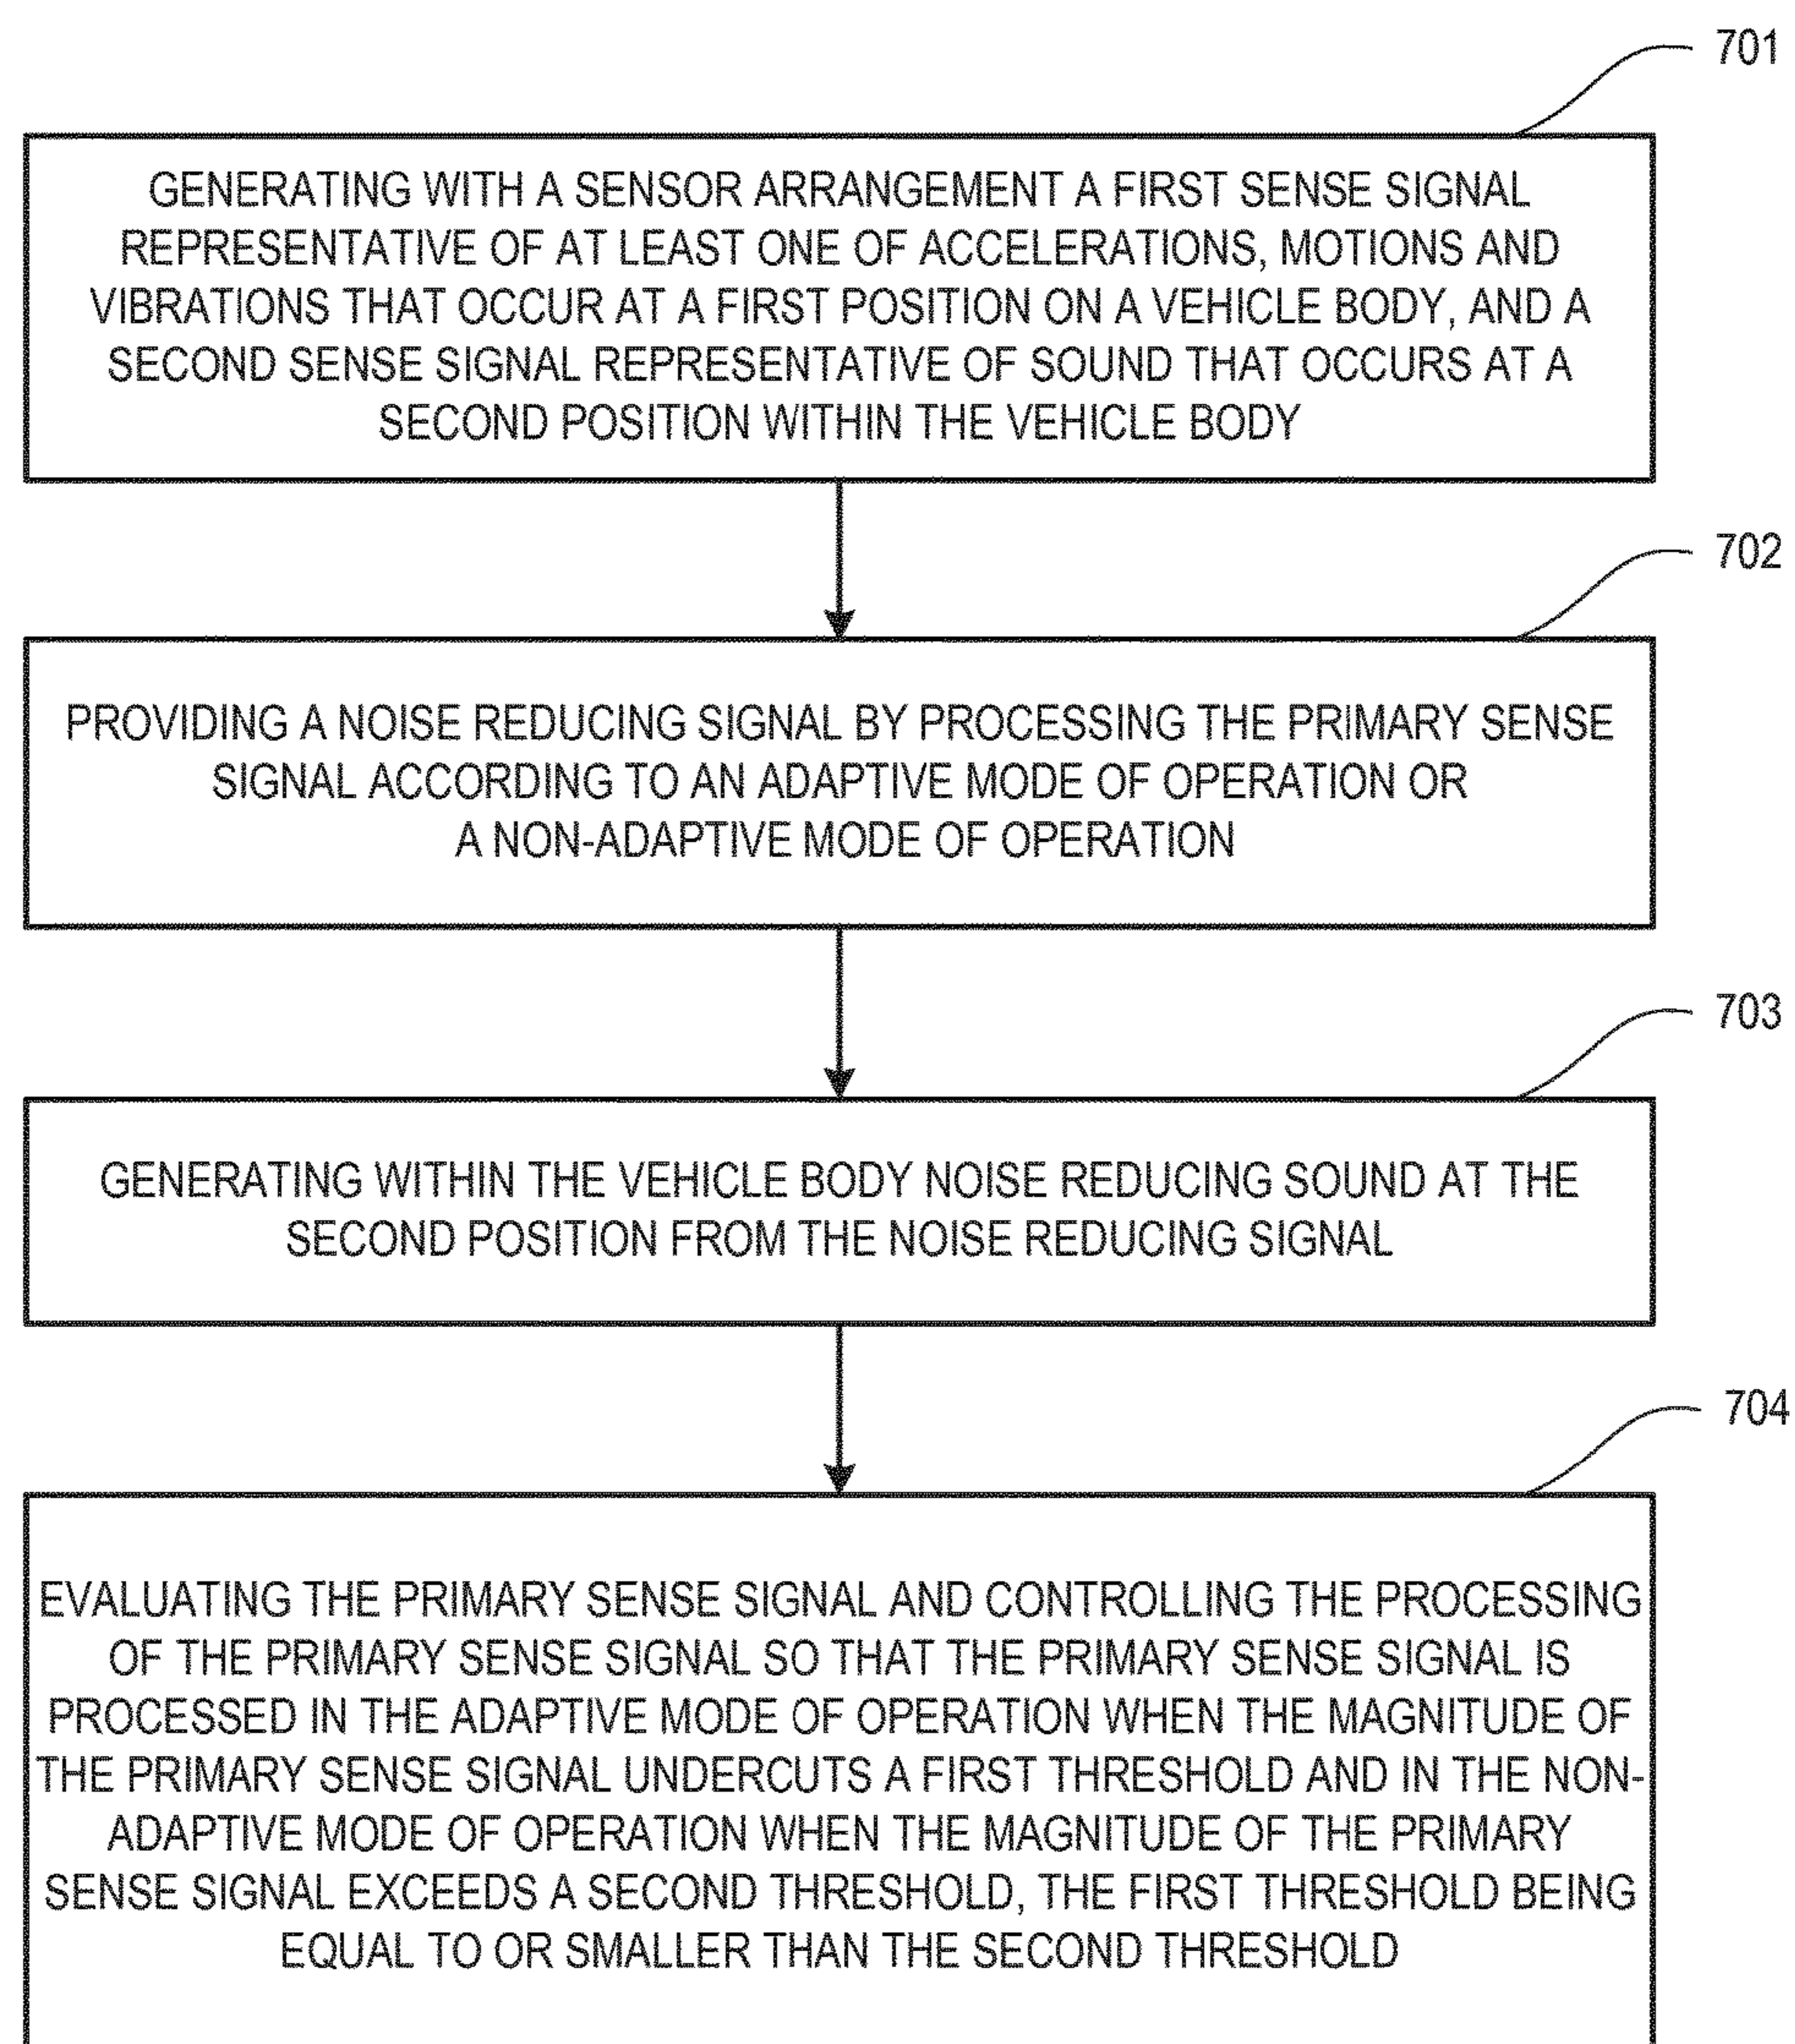 701
GENERATING WITH A SENSOR ARRANGEMENT A FIRST SENSE SIGNAL
REPRESENTATIVE OF AT LEAST ONE OF ACCELERATIONS, MOTIONS AND
VIBRATIONS THAT OCCUR AT A FIRST POSITION ON A VEHICLE BODY, AND A
SECOND SENSE SIGNAL REPRESENTATIVE OF SOUND THAT OCCURS AT A
SECOND POSITION WITHIN THE VEHICLE BODY
702
PROVIDING A NOISE REDUCING SIGNAL BY PROCESSING THE PRIMARY SENSE
SIGNAL ACCORDING TO AN ADAPTIVE MODE OF OPERATION OR
A NON-ADAPTIVE MODE OF OPERATION
703
GENERATING WITHIN THE VEHICLE BODY NOISE REDUCING SOUND AT THE
SECOND POSITION FROM THE NOISE REDUCING SIGNAL
704
EVALUATING THE PRIMARY SENSE SIGNAL AND CONTROLLING THE PROCESSING
OF THE PRIMARY SENSE SIGNAL SO THAT THE PRIMARY SENSE SIGNAL IS
PROCESSED IN THE ADAPTIVE MODE OF OPERATION WHEN THE MAGNITUDE OF
THE PRIMARY SENSE SIGNAL UNDERCUTS A FIRST THRESHOLD AND IN THE NON-
ADAPTIVE MODE OF OPERATION WHEN THE MAGNITUDE OF THE PRIMARY
SENSE SIGNAL EXCEEDS A SECOND THRESHOLD, THE FIRST THRESHOLD BEING
EQUAL TO OR SMALLER THAN THE SECOND THRESHOLD